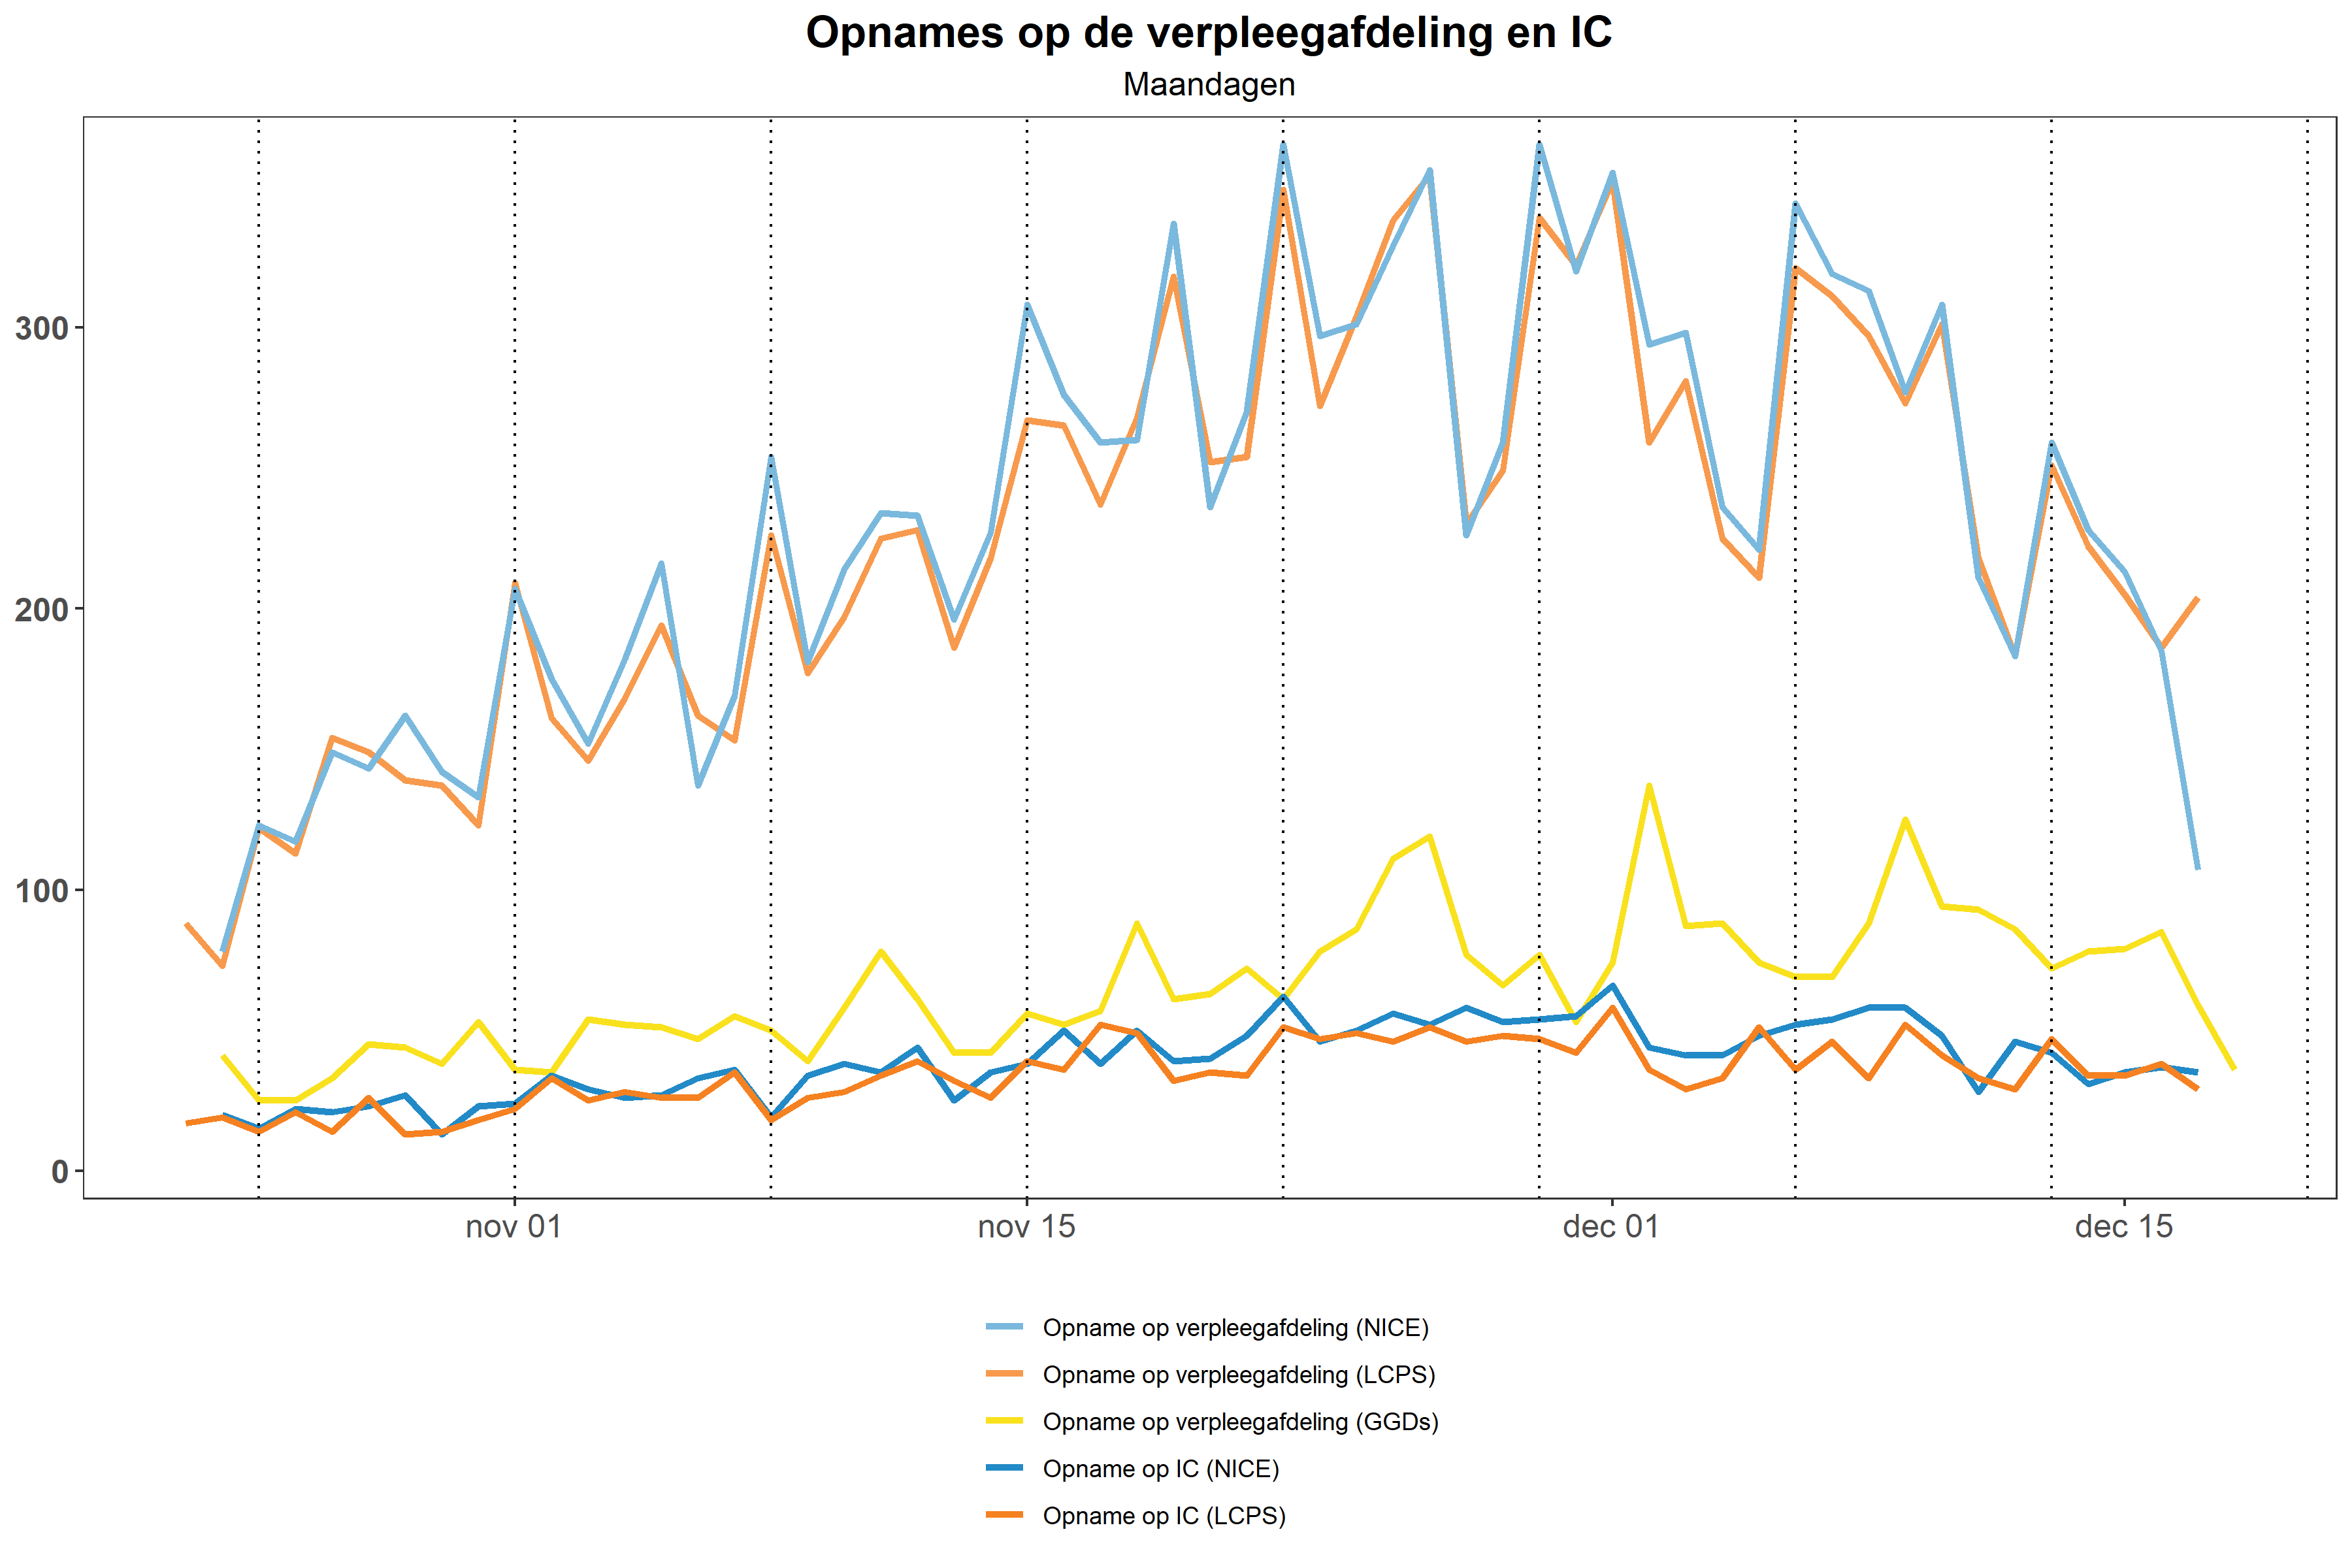 Opnames op de verpleegafdeling en IC
Maandagen
300
200
100
0
nov 01 nov 15 dec 01 dec 15
Opname op verpleegafdeling (NICE)
Opname op verpleegafdeling (LCPS)
Opname op verpleegafdeling (GGDs)
Opname op IC (NICE)
Opname op IC (LCPS)